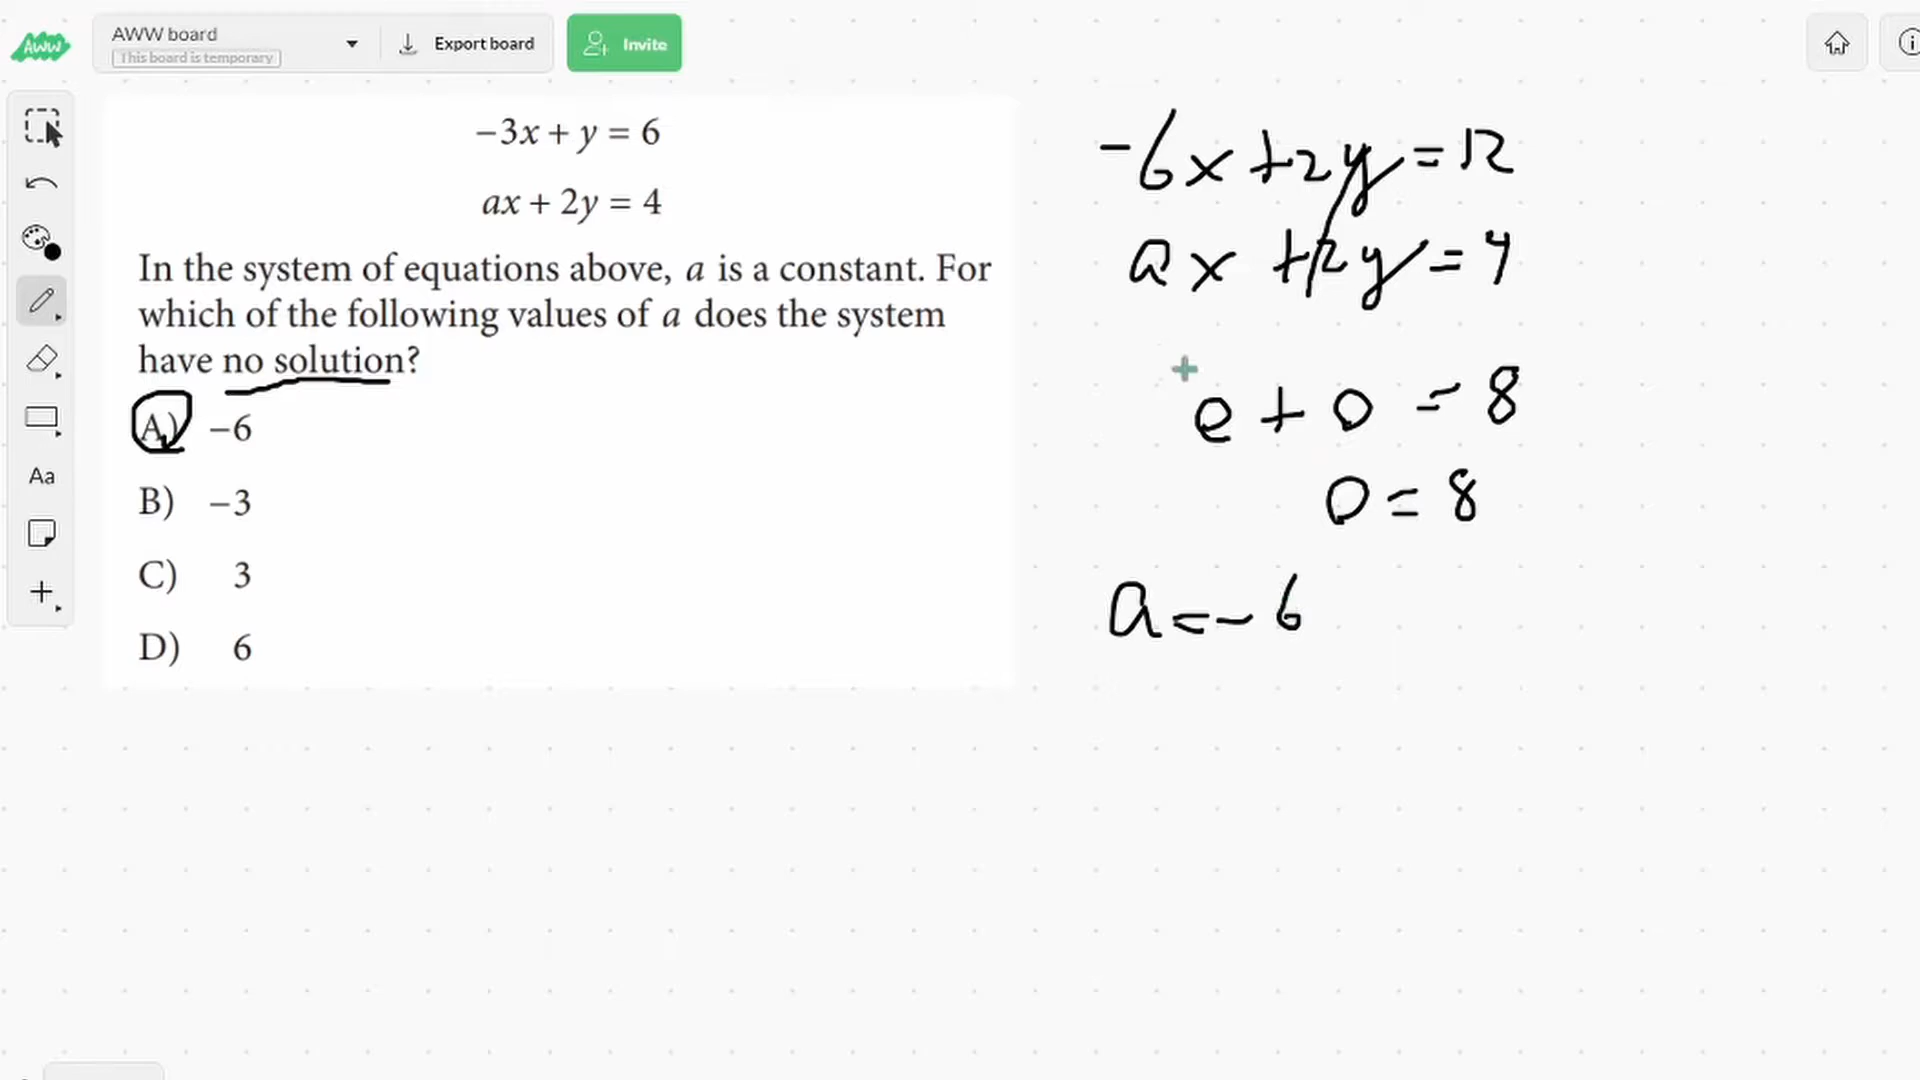 AWW
AWW board
This board is temporary
Export board
Invite
Aa
−3x + y = 6
ax + 2y = 4
In the system of equations above, a is a constant. For
which of the following values of a does the system
have no solution?
A) −6
B) −3
C) 3
D) 6
-6x +2y = 12
ax +2y = 4
0 + 0 = 8
0 = 8
a = -6